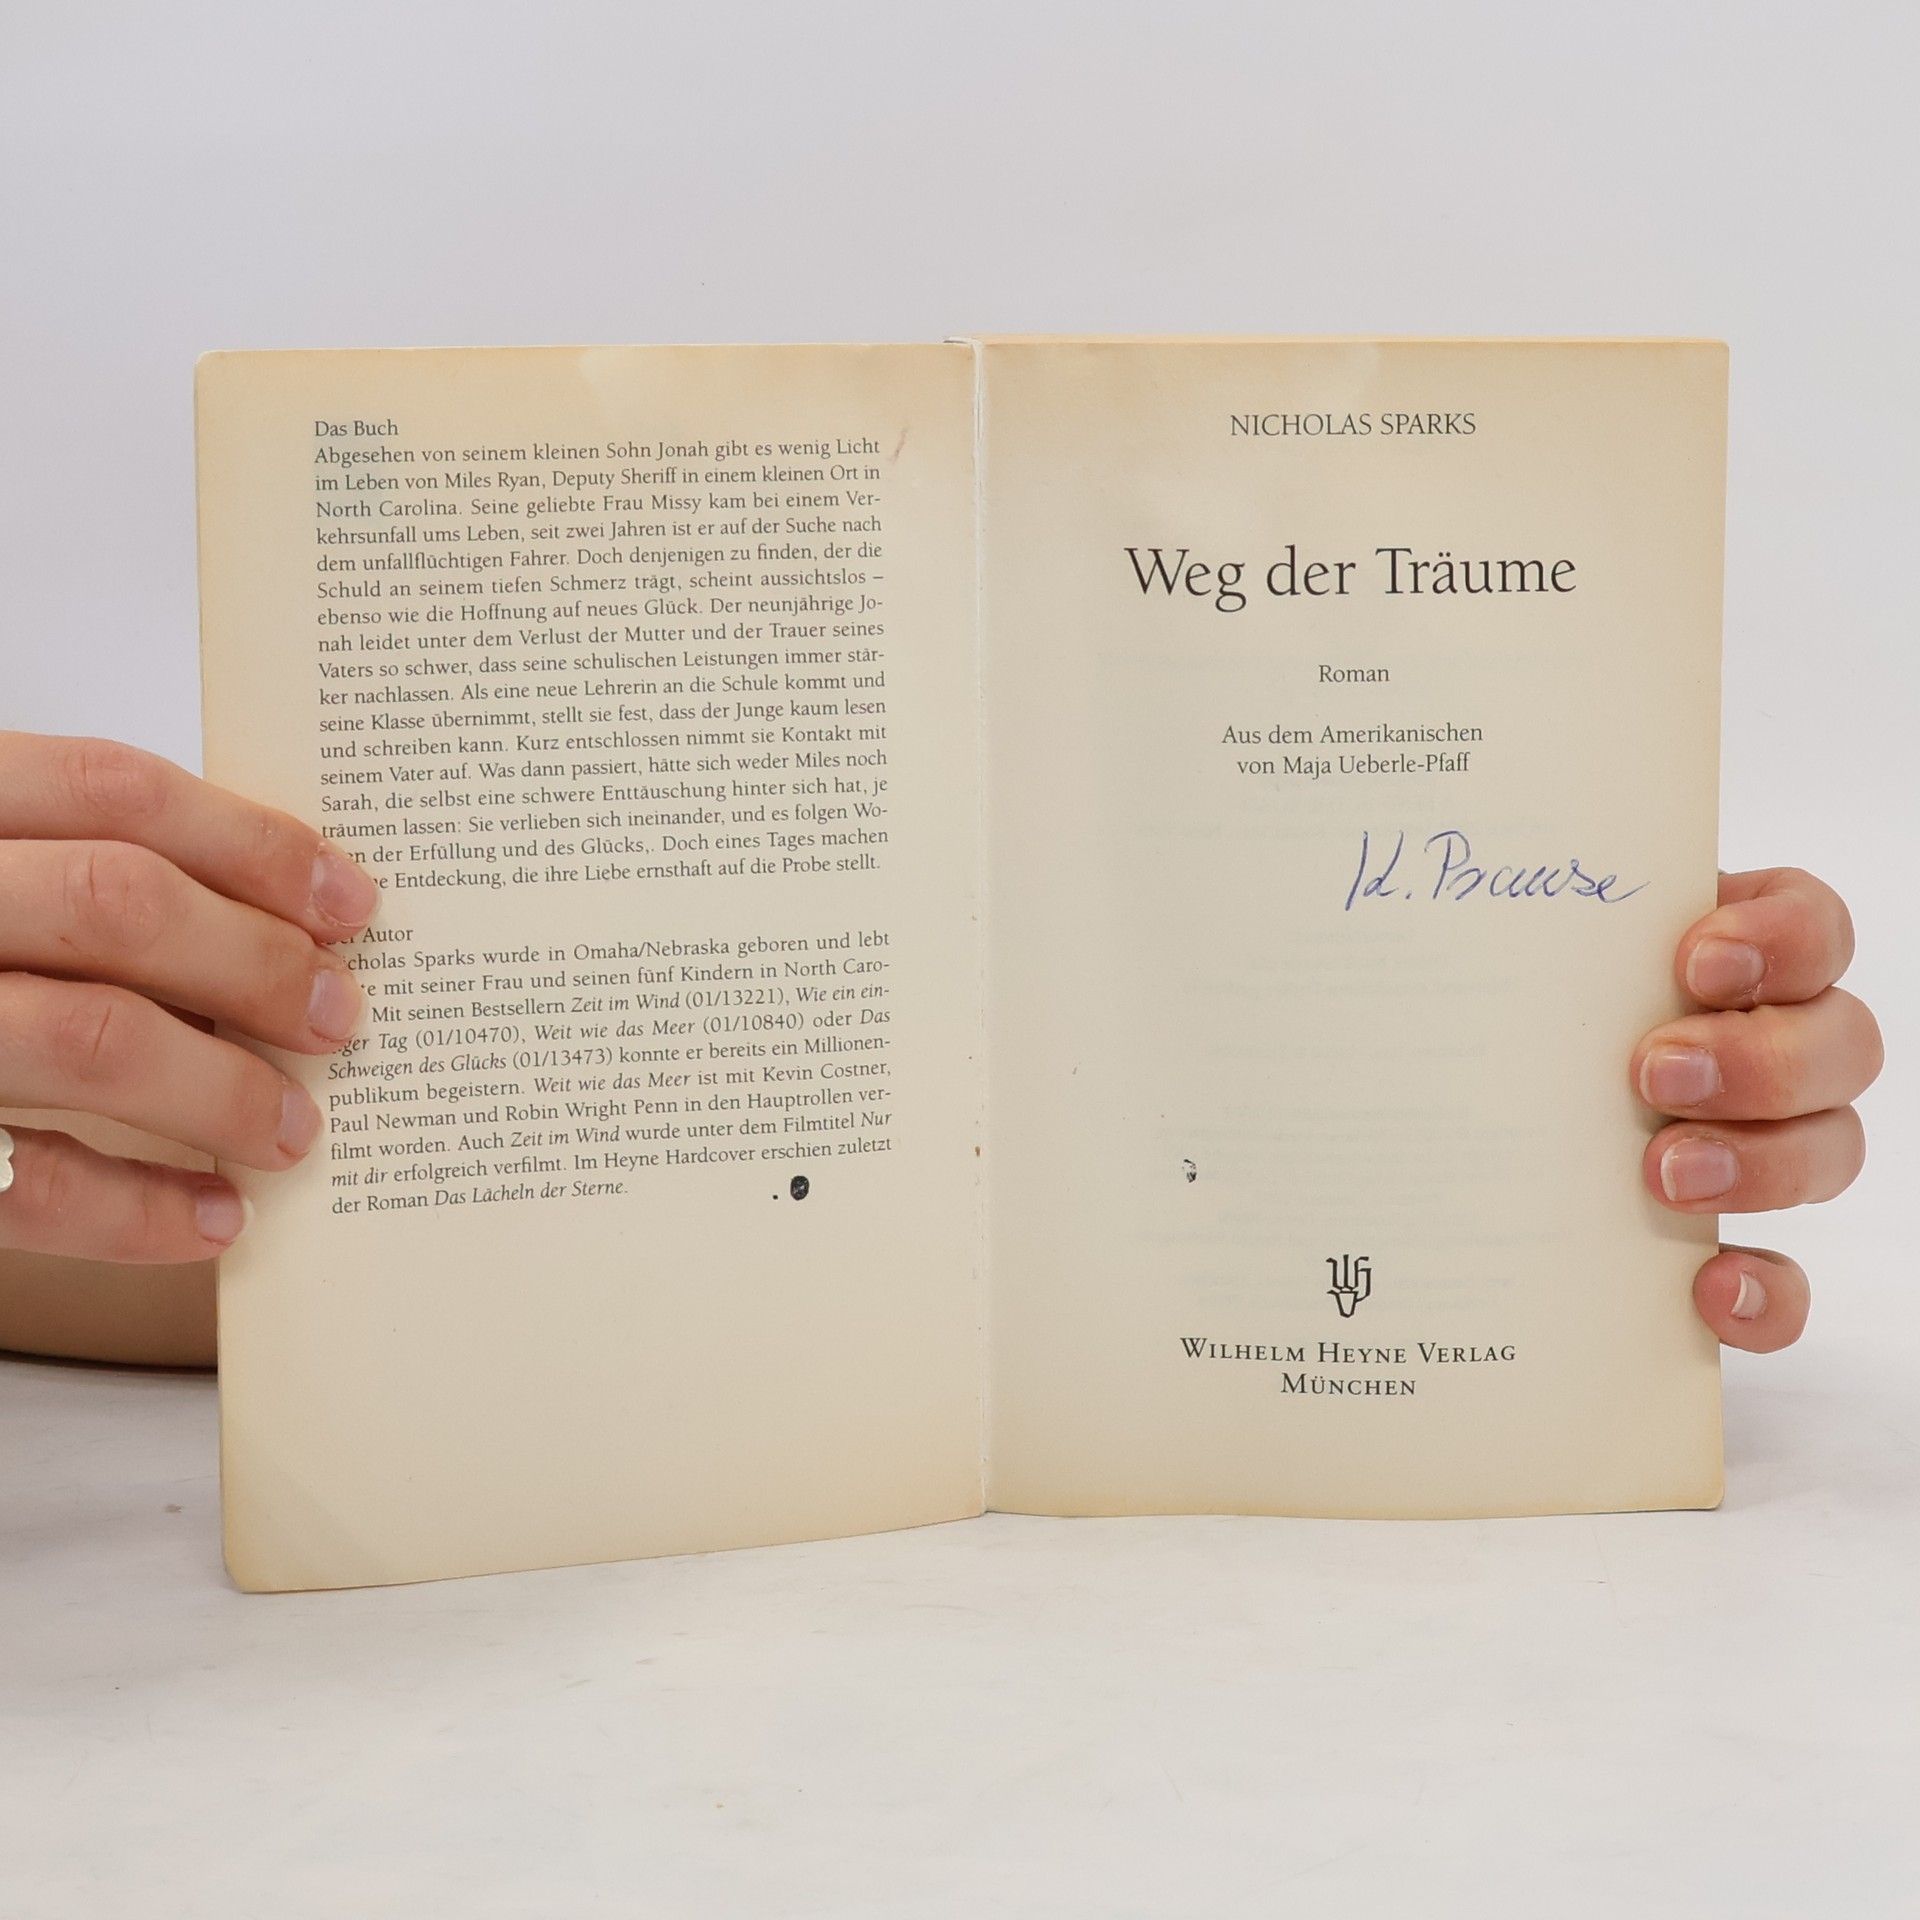 Das Buch
Abgesehen von seinem kleinen Sohn Jonah gibt es wenig Licht
im Leben von Miles Ryan, Deputy Sheriff in einem kleinen Ort in
North Carolina. Seine geliebte Frau Missy kam bei einem Ver-
kehrsunfall ums Leben, seit zwei Jahren ist er auf der Suche nach
dem unfallflüchtigen Fahrer. Doch denjenigen zu finden, der die
Schuld an seinem tiefen Schmerz trägt, scheint aussichtslos –
ebenso wie die Hoffnung auf neues Glück. Der neunjährige Jo-
nah leidet unter dem Verlust der Mutter und der Trauer seines
Vaters so schwer, dass seine schulischen Leistungen immer stär-
ker nachlassen. Als eine neue Lehrerin an die Schule kommt und
seine Klasse übernimmt, stellt sie fest, dass der Junge kaum lesen
und schreiben kann. Kurz entschlossen nimmt sie Kontakt mit
seinem Vater auf. Was dann passiert, hätte sich weder Miles noch
Sarah, die selbst eine schwere Enttäuschung hinter sich hat, je
träumen lassen: Sie verlieben sich ineinander, und es folgen Wo-
der Erfüllung und des Glücks,. Doch eines Tages machen
Entdeckung, die ihre Liebe ernsthaft auf die Probe stellt.
Autor
Sparks wurde in Omaha/Nebraska geboren und lebt
mit seiner Frau und seinen fünf Kindern in North Caro-
Mit seinen Bestsellern Zeit im Wind (01/13221), Wie ein ein-
Tag (01/10470), Weit wie das Meer (01/10840) oder Das
Schweigen des Glücks (01/13473) konnte er bereits ein Millionen-
publikum begeistern. Weit wie das Meer ist mit Kevin Costner,
Paul Newman und Robin Wright Penn in den Hauptrollen ver-
filmt worden. Auch Zeit im Wind wurde unter dem Filmtitel Nur
mit dir erfolgreich verfilmt. Im Heyne Hardcover erschien zuletzt
der Roman Das Lächeln der Sterne.
NICHOLAS SPARKS
Weg der Träume
Roman
Aus dem Amerikanischen
von Maja Ueberle-Pfaff
K. Prause
WILHELM HEYNE VERLAG
MÜNCHEN